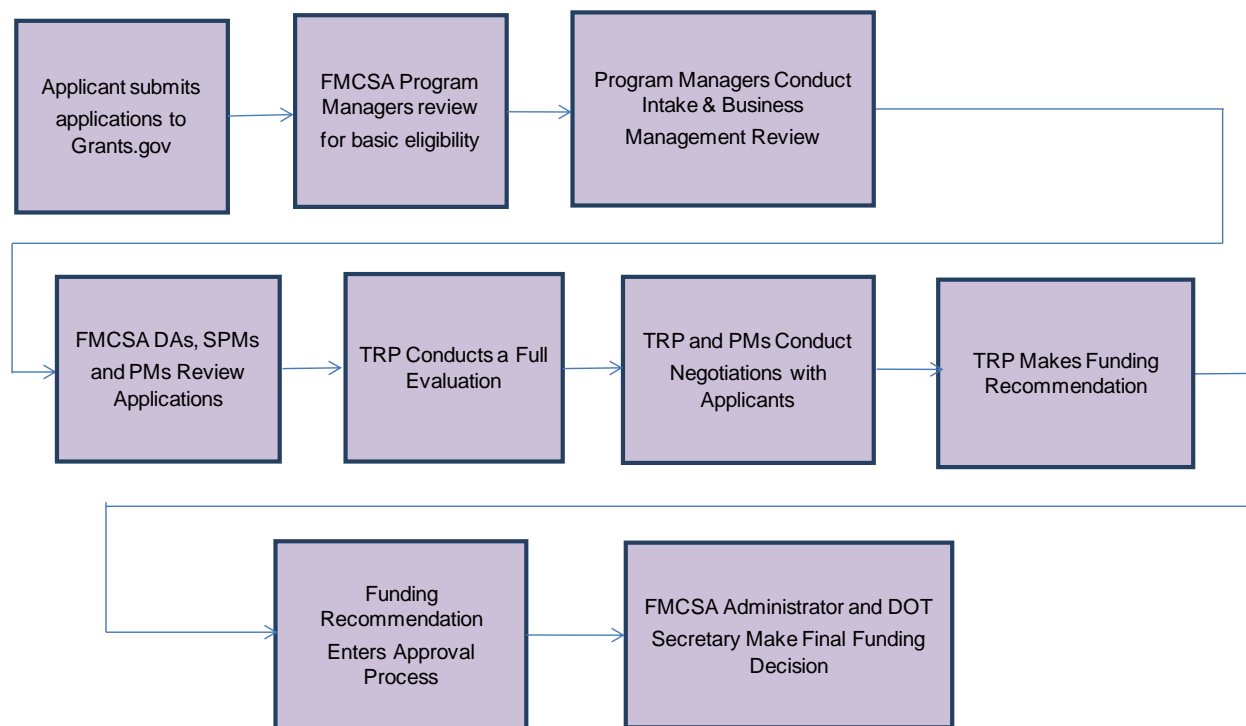 Applicant submits
applications to
Grants.gov
FMCSA Program
Managers review
for basic eligibility
Program Managers Conduct
Intake & Business
Management Review
FMCSA DAs, SPMs
and PMs Review
Applications
TRP Conducts a Full
Evaluation
TRP and PMs Conduct
Negotiations with
Applicants
TRP Makes Funding
Recommendation
Funding
Recommendation
Enters Approval
Process
FMCSA Administrator and DOT
Secretary Make Final Funding
Decision